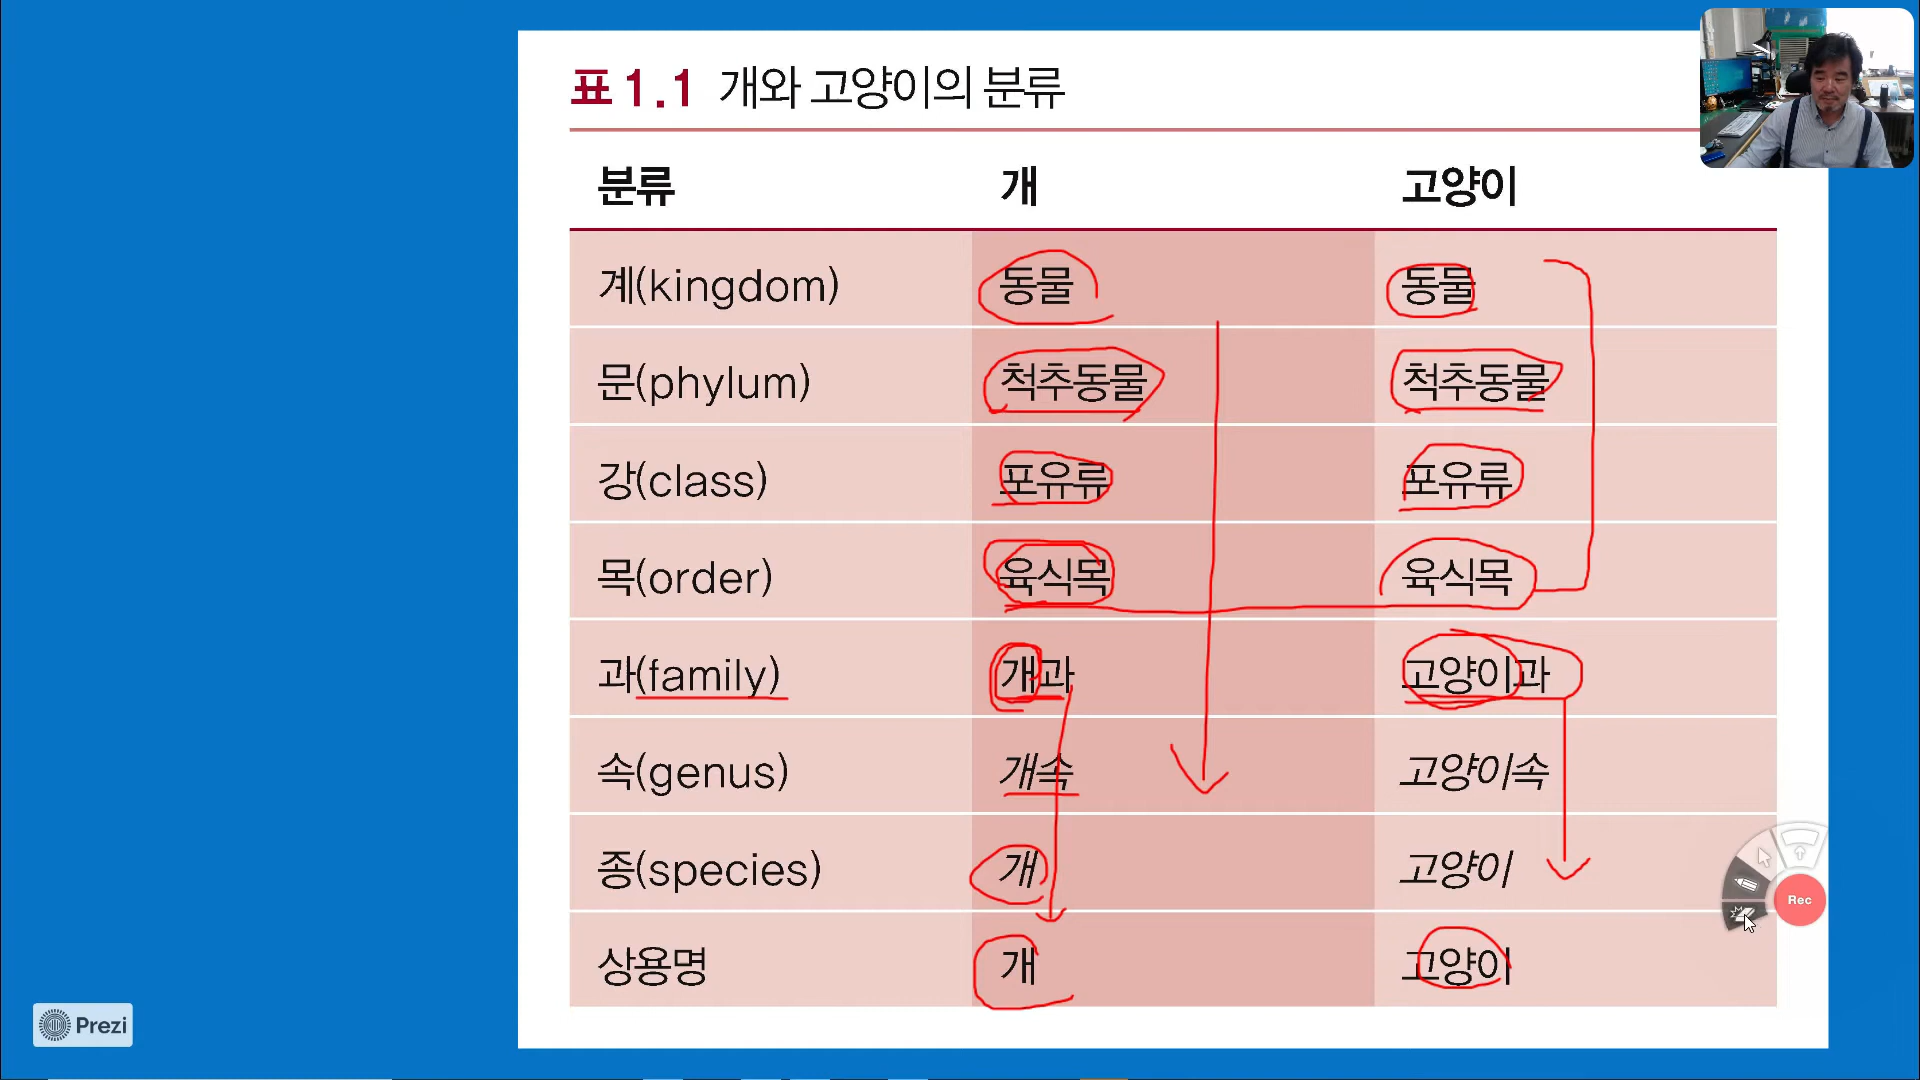 표 1.1 개와 고양이의 분류
분류 개 고양이
계(kingdom) 동물 동물
문(phylum) 척추동물 척추동물
강(class) 포유류 포유류
목(order) 육식목 육식목
과(family) 개과 고양이과
속(genus) 개속 고양이속
종(species) 개 고양이
상용명 개 고양이
Rec
Prezi